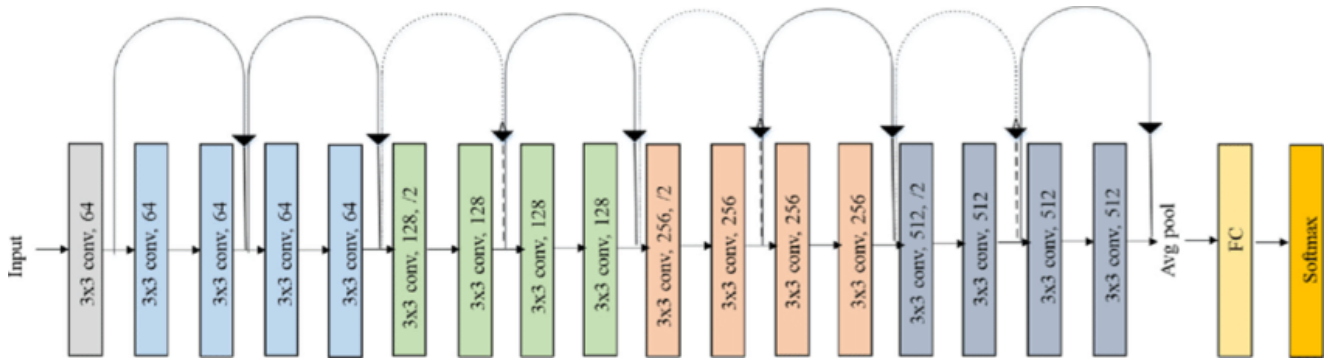 Input
3x3 conv, 64
3x3 conv, 64
3x3 conv, 64
3x3 conv, 64
3x3 conv, 64
3x3 conv, 128, /2
3x3 conv, 128
3x3 conv, 128
3x3 conv, 128
3x3 conv, 256, /2
3x3 conv, 256
3x3 conv, 256
3x3 conv, 256
3x3 conv, 512, /2
3x3 conv, 512
3x3 conv, 512
3x3 conv, 512
Avg pool
FC
Softmax